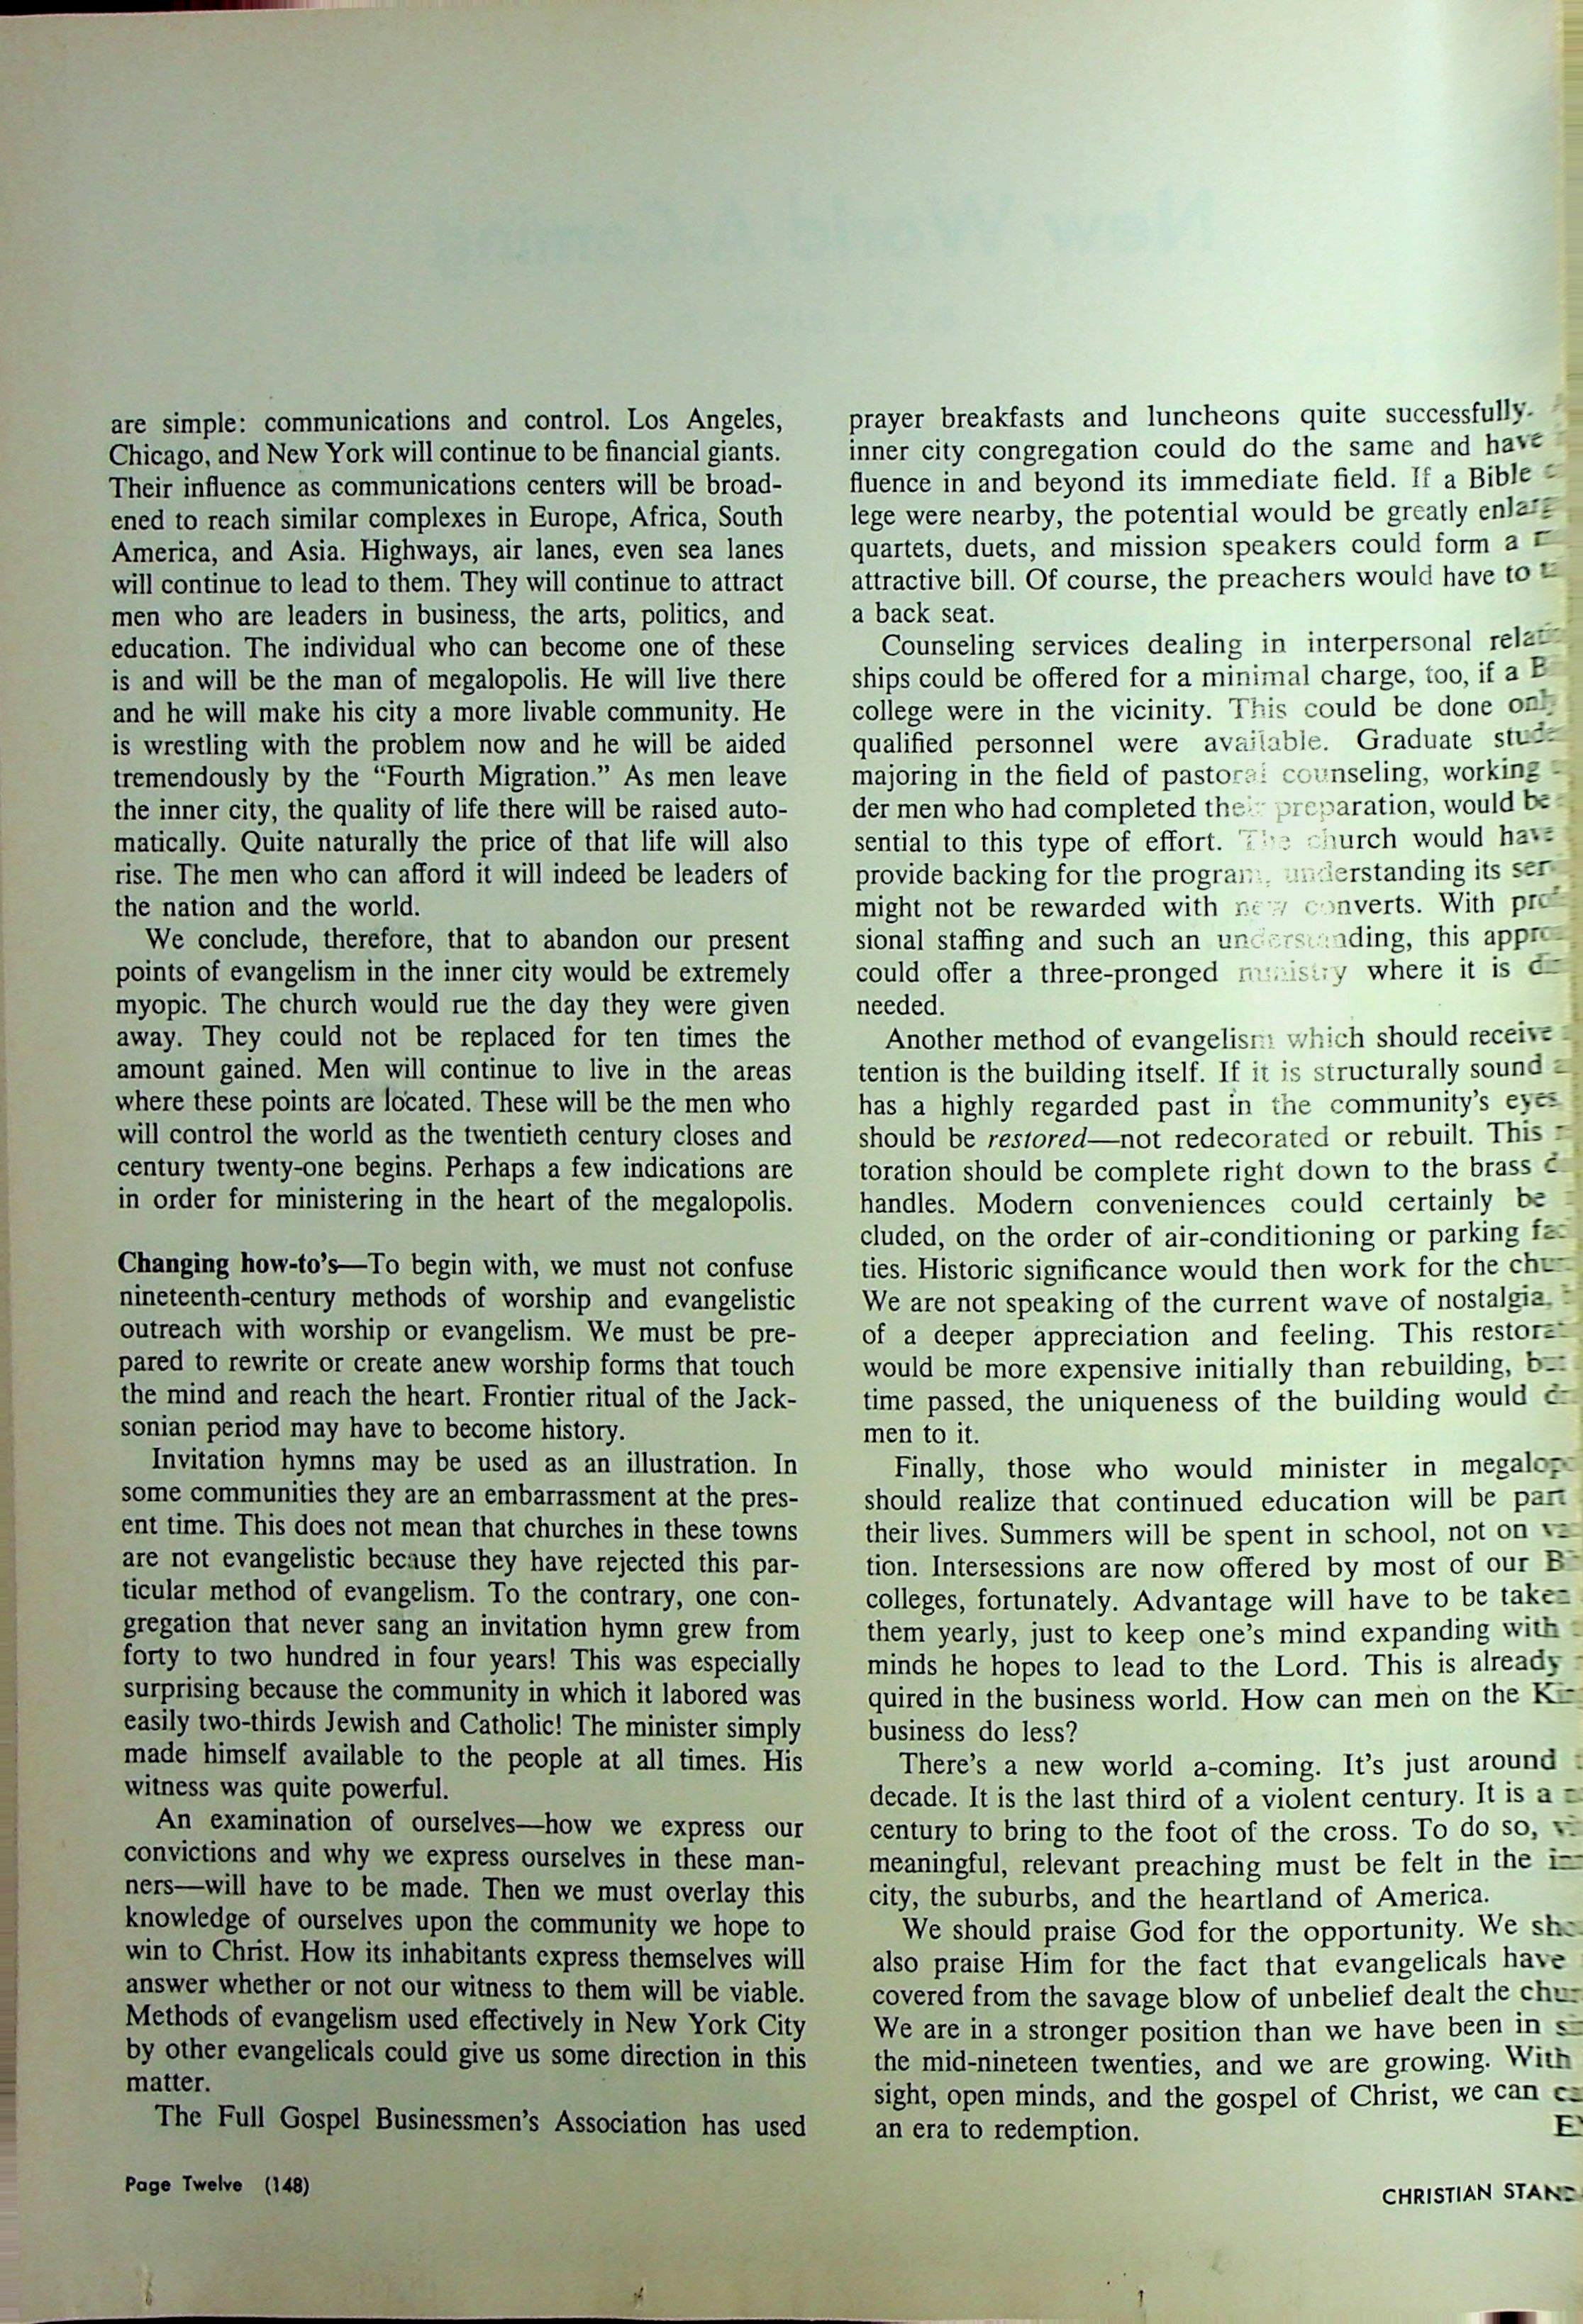 are simple: communications and control. Los Angeles,
Chicago, and New York will continue to be financial giants.
Their influence as communications centers will be broad-
ened to reach similar complexes in Europe, Africa, South
America, and Asia. Highways, air lanes, even sea lanes
will continue to lead to them. They will continue to attract
men who are leaders in business, the arts, politics, and
education. The individual who can become one of these
is and will be the man of megalopolis. He will live there
and he will make his city a more livable community. He
is wrestling with the problem now and he will be aided
tremendously by the “Fourth Migration.” As men leave
the inner city, the quality of life there will be raised auto-
matically. Quite naturally the price of that life will also
rise. The men who can afford it will indeed be leaders of
the nation and the world.
We conclude, therefore, that to abandon our present
points of evangelism in the inner city would be extremely
myopic. The church would rue the day they were given
away. They could not be replaced for ten times the
amount gained. Men will continue to live in the areas
where these points are located. These will be the men who
will control the world as the twentieth century closes and
century twenty-one begins. Perhaps a few indications are
in order for ministering in the heart of the megalopolis.
Changing how-to’s—To begin with, we must not confuse
nineteenth-century methods of worship and evangelistic
outreach with worship or evangelism. We must be pre-
pared to rewrite or create anew worship forms that touch
the mind and reach the heart. Frontier ritual of the Jack-
sonian period may have to become history.
Invitation hymns may be used as an illustration. In
some communities they are an embarrassment at the pres-
ent time. This does not mean that churches in these towns
are not evangelistic because they have rejected this par-
ticular method of evangelism. To the contrary, one con-
gregation that never sang an invitation hymn grew from
forty to two hundred in four years! This was especially
surprising because the community in which it labored was
easily two-thirds Jewish and Catholic! The minister simply
made himself available to the people at all times. His
witness was quite powerful.
An examination of ourselves—how we express our
convictions and why we express ourselves in these man-
ners—will have to be made. Then we must overlay this
knowledge of ourselves upon the community we hope to
win to Christ. How its inhabitants express themselves will
answer whether or not our witness to them will be viable.
Methods of evangelism used effectively in New York City
by other evangelicals could give us some direction in this
matter.
The Full Gospel Businessmen’s Association has used
prayer breakfasts and luncheons quite successfully.
inner city congregation could do the same and have
fluence in and beyond its immediate field. If a Bible
lege were nearby, the potential would be greatly
quartets, duets, and mission speakers could form a
attractive bill. Of course, the preachers would have to
a back seat.
Counseling services dealing in interpersonal
ships could be offered for a minimal charge, too, if a
college were in the vicinity. This could be done only
qualified personnel were available. Graduate
majoring in the field of pastoral counseling, working
der men who had completed their preparation, would be
sential to this type of effort. The church would have
provide backing for the program, understanding its
might not be rewarded with new converts. With
sional staffing and such an understanding, this
could offer a three-pronged ministry where it is
needed.
Another method of evangelism which should receive
tention is the building itself. If it is structurally sound
has a highly regarded past in the community’s eyes
should be restored—not redecorated or rebuilt. This
toration should be complete right down to the brass
handles. Modern conveniences could certainly be
cluded, on the order of air-conditioning or parking
ties. Historic significance would then work for the
We are not speaking of the current wave of nostalgia,
of a deeper appreciation and feeling. This
would be more expensive initially than rebuilding,
time passed, the uniqueness of the building would
men to it.
Finally, those who would minister in
should realize that continued education will be part
their lives. Summers will be spent in school, not on
tion. Intersessions are now offered by most of our
colleges, fortunately. Advantage will have to be taken
them yearly, just to keep one’s mind expanding with
minds he hopes to lead to the Lord. This is already
quired in the business world. How can men on the
business do less?
There’s a new world a-coming. It’s just around
decade. It is the last third of a violent century. It is a
century to bring to the foot of the cross. To do so,
meaningful, relevant preaching must be felt in the
city, the suburbs, and the heartland of America.
We should praise God for the opportunity. We
also praise Him for the fact that evangelicals have
covered from the savage blow of unbelief dealt the
We are in a stronger position than we have been in
the mid-nineteen twenties, and we are growing. With
sight, open minds, and the gospel of Christ, we can
an era to redemption.
Page Twelve (148)
CHRISTIAN